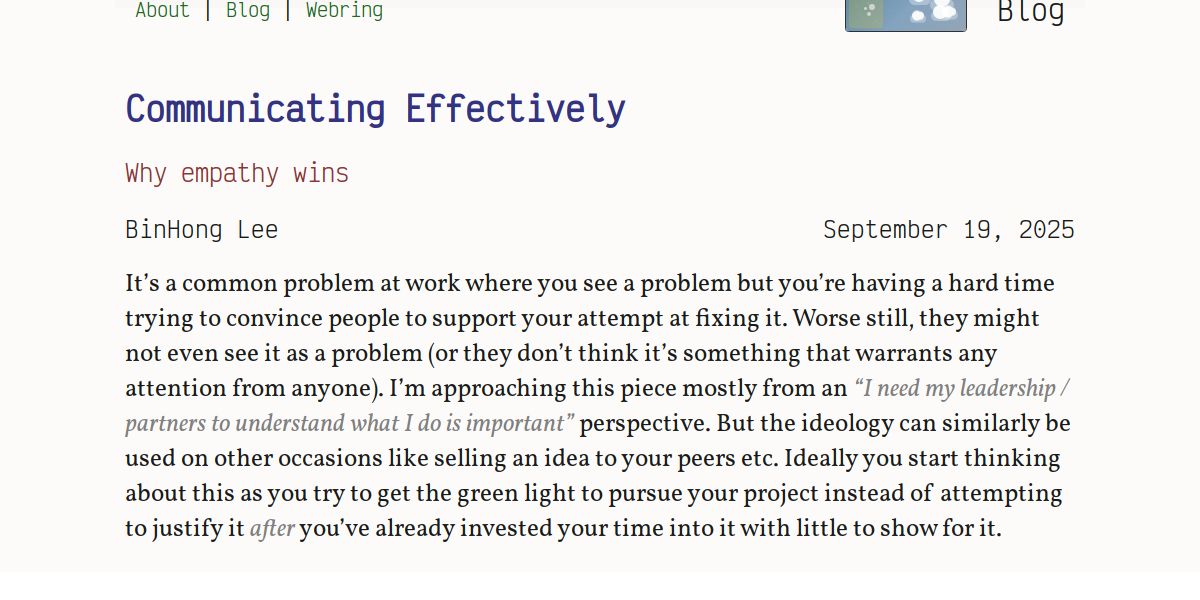 About | Blog | Webring
Blog
Communicating Effectively
Why empathy wins
BinHong Lee
September 19, 2025
It’s a common problem at work where you see a problem but you’re having a hard time
trying to convince people to support your attempt at fixing it. Worse still, they might
not even see it as a problem (or they don’t think it’s something that warrants any
attention from anyone). I’m approaching this piece mostly from an “I need my leadership /
partners to understand what I do is important” perspective. But the ideology can similarly be
used on other occasions like selling an idea to your peers etc. Ideally you start thinking
about this as you try to get the green light to pursue your project instead of attempting
to justify it after you’ve already invested your time into it with little to show for it.